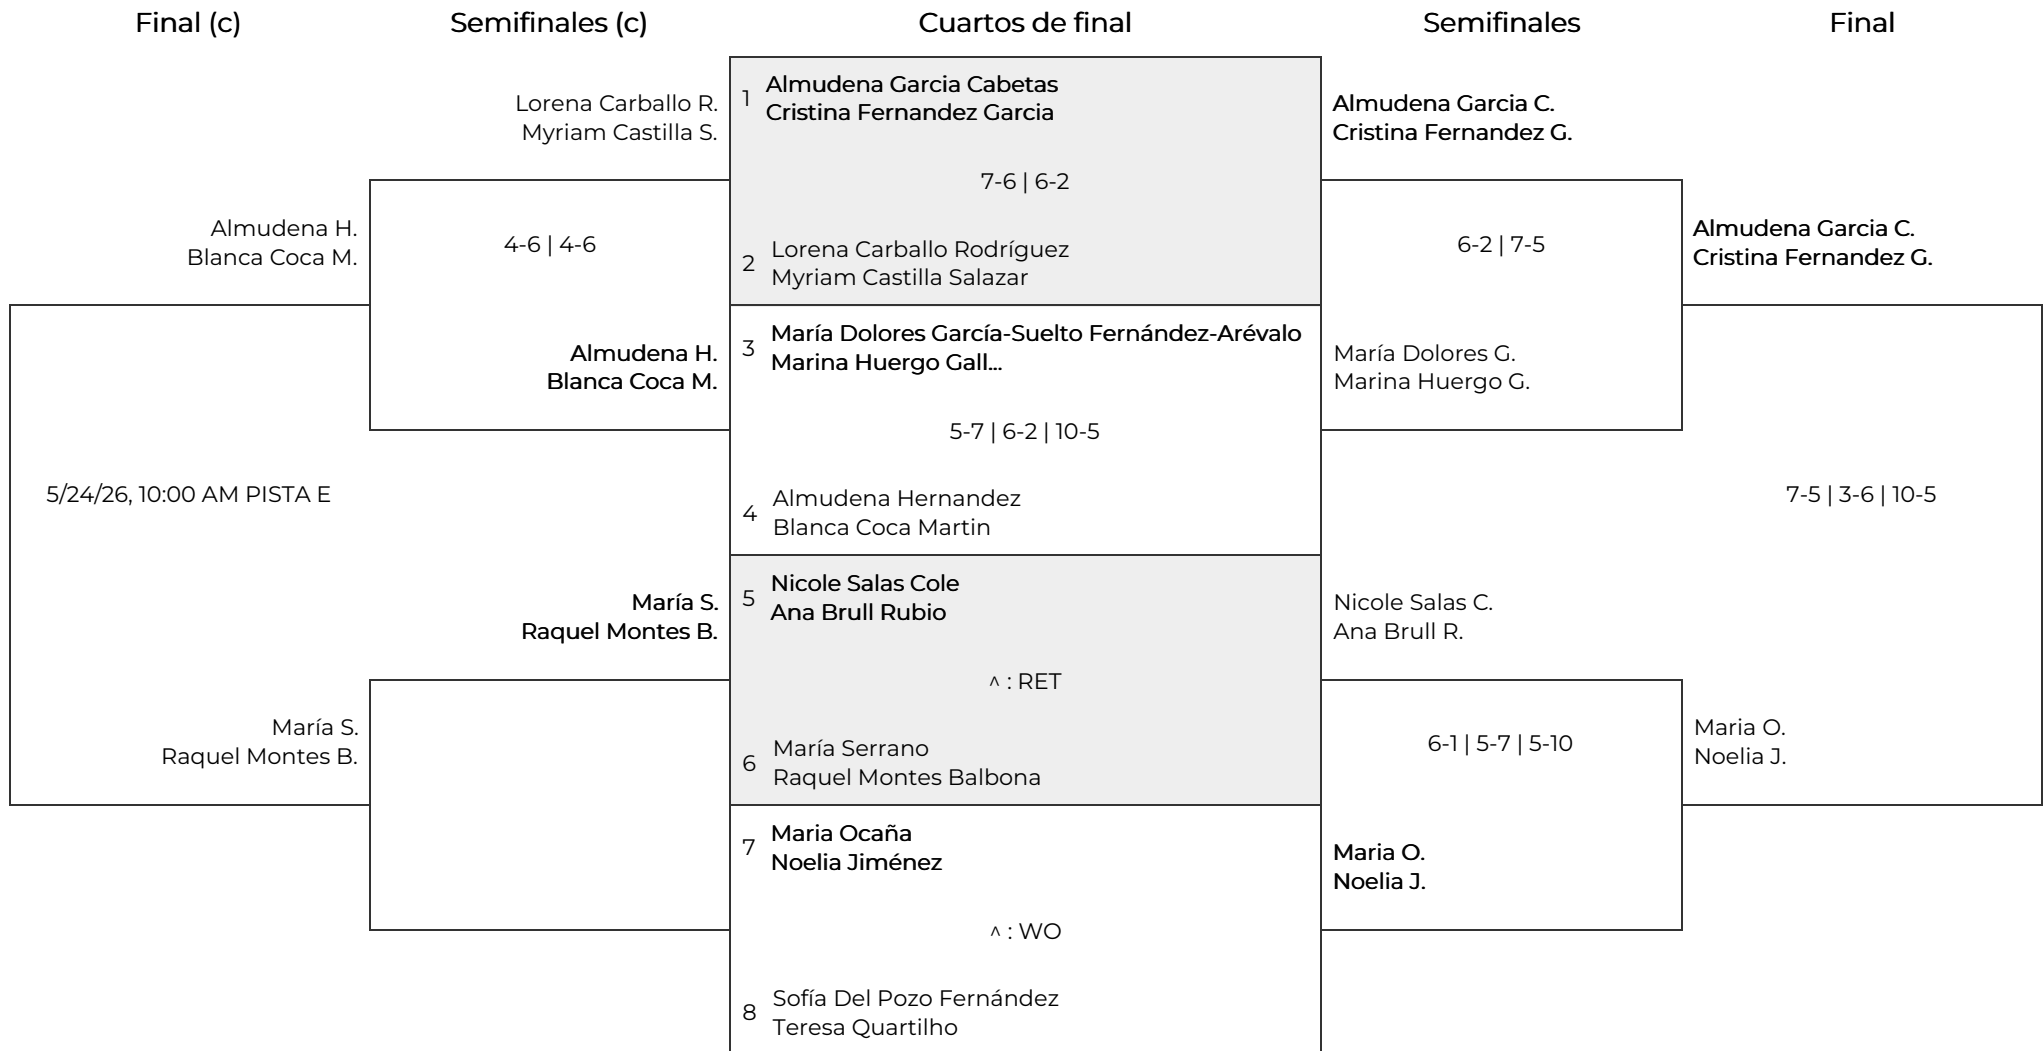 Final (c)
Semifinales (c)
Cuartos de final
Semifinales
Final
Almudena H.
Blanca Coca M.
5/24/26, 10:00 AM PISTA E
María S.
Raquel Montes B.
Lorena Carballo R.
Myriam Castilla S.
4-6 | 4-6
Almudena H.
Blanca Coca M.
María S.
Raquel Montes B.
1
Almudena Garcia Cabetas
Cristina Fernandez Garcia
7-6 | 6-2
2
Lorena Carballo Rodríguez
Myriam Castilla Salazar
3
María Dolores García-Suelto Fernández-Arévalo
Marina Huergo Gall...
5-7 | 6-2 | 10-5
4
Almudena Hernandez
Blanca Coca Martin
5
Nicole Salas Cole
Ana Brull Rubio
^ : RET
6
María Serrano
Raquel Montes Balbona
7
Maria Ocaña
Noelia Jiménez
^ : WO
8
Sofía Del Pozo Fernández
Teresa Quartilho
Almudena Garcia C.
Cristina Fernandez G.
6-2 | 7-5
María Dolores G.
Marina Huergo G.
Nicole Salas C.
Ana Brull R.
6-1 | 5-7 | 5-10
Maria O.
Noelia J.
Almudena Garcia C.
Cristina Fernandez G.
7-5 | 3-6 | 10-5
Maria O.
Noelia J.